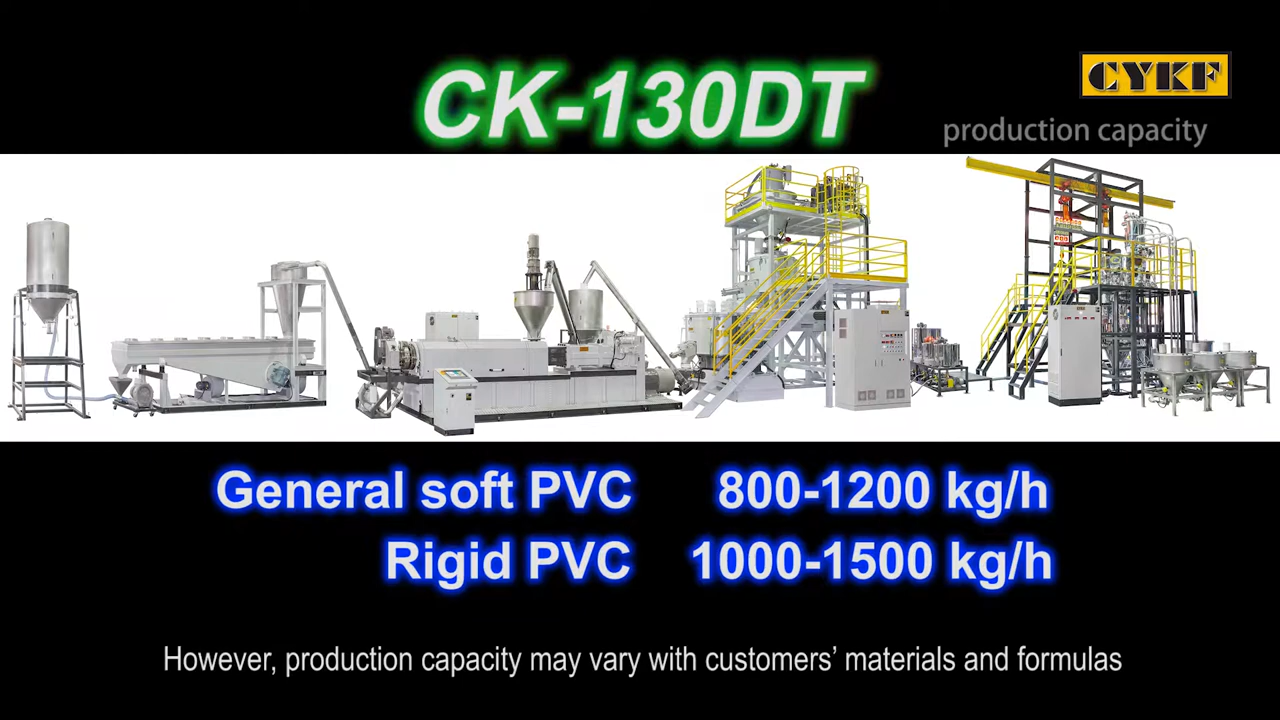 CK-130DT
CYKF
production capacity
General soft PVC 800-1200 kg/h
Rigid PVC 1000-1500 kg/h
However, production capacity may vary with customers’ materials and formulas